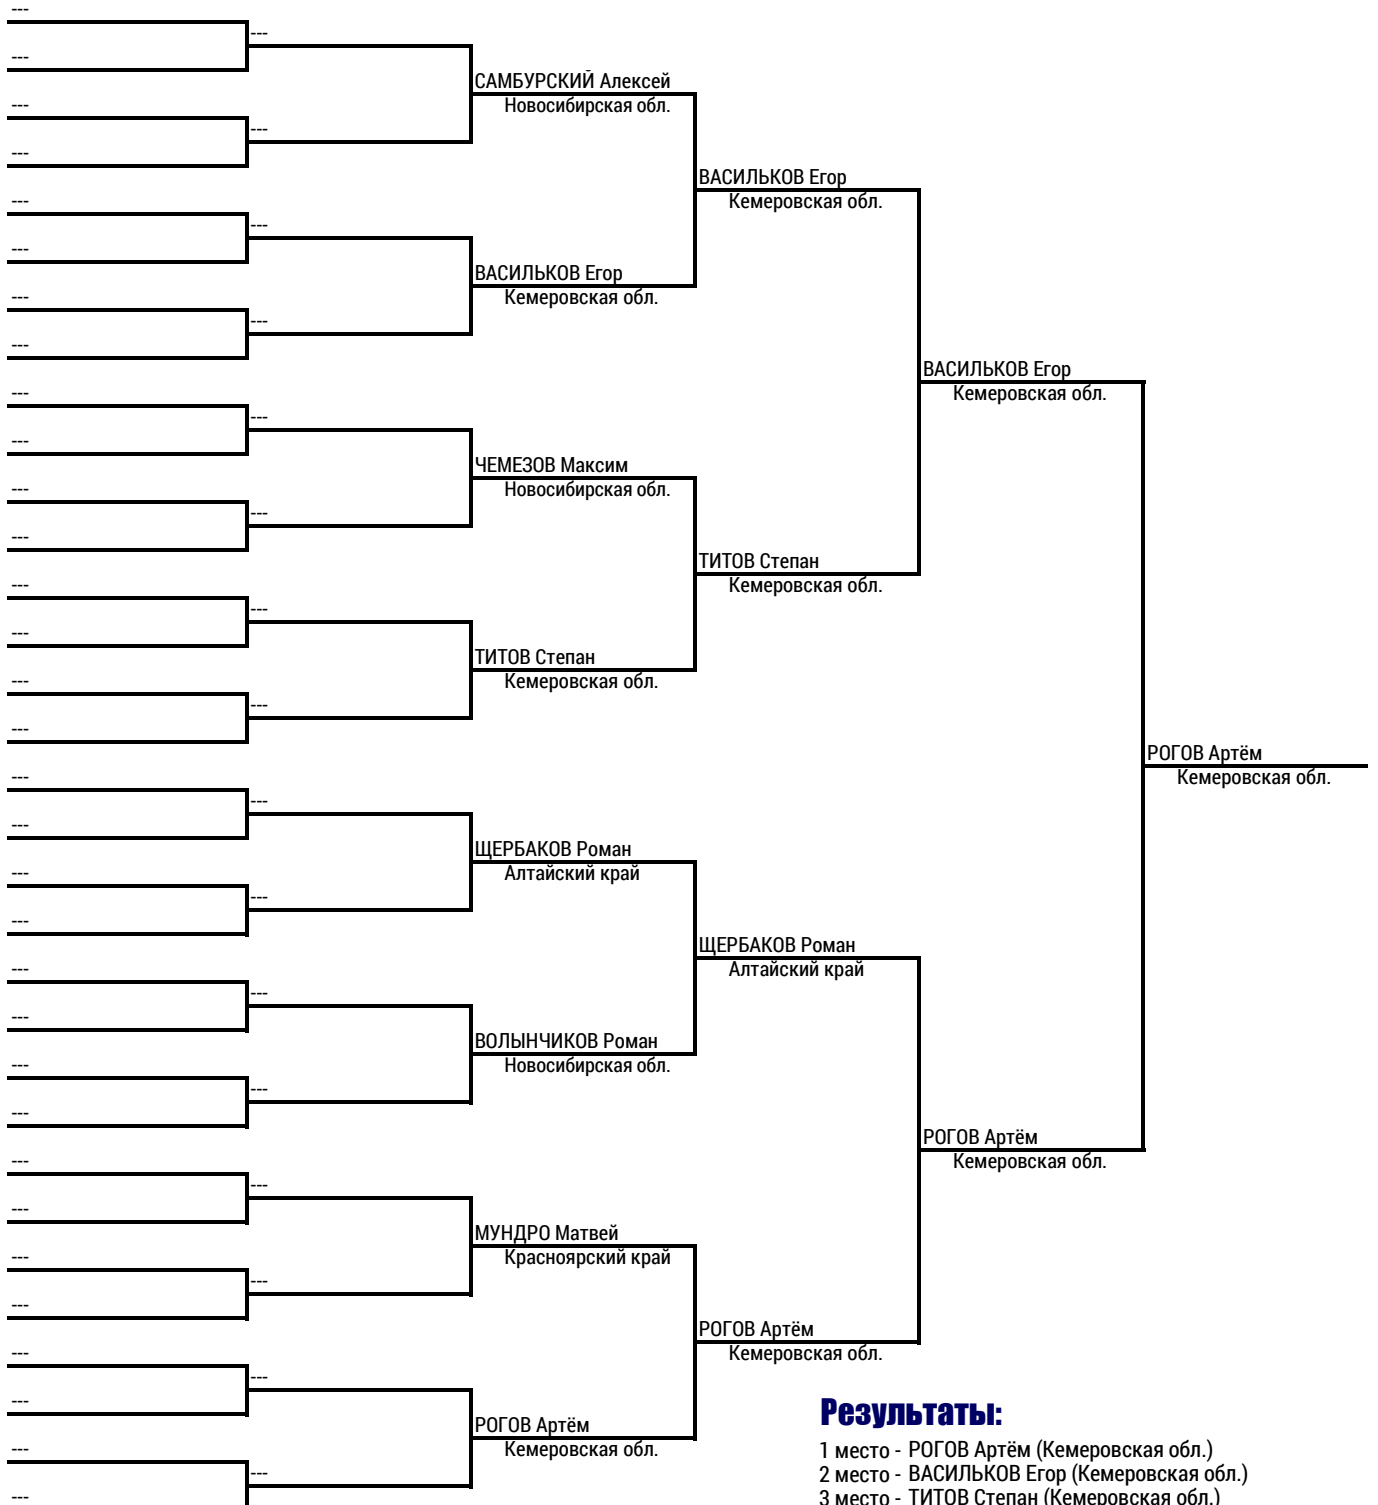 ---
---
---
---
---
САМБУРСКИЙ Алексей
---
Новосибирская обл.
---
---
ВАСИЛЬКОВ Егор
---
Кемеровская обл.
---
---
ВАСИЛЬКОВ Егор
---
Кемеровская обл.
---
---
ВАСИЛЬКОВ Егор
---
Кемеровская обл.
---
---
ЧЕМЕЗОВ Максим
---
Новосибирская обл.
---
---
ТИТОВ Степан
---
Кемеровская обл.
---
---
ТИТОВ Степан
---
Кемеровская обл.
---
---
РОГОВ Артём
---
Кемеровская обл.
---
---
ЩЕРБАКОВ Роман
---
Алтайский край
---
---
ЩЕРБАКОВ Роман
---
Алтайский край
---
---
ВОЛЫНЧИКОВ Роман
---
Новосибирская обл.
---
---
РОГОВ Артём
---
Кемеровская обл.
---
---
МУНДРО Матвей
---
Красноярский край
---
---
РОГОВ Артём
---
Кемеровская обл.
---
---
РОГОВ Артём
---
Кемеровская обл.
---
---
Результаты:
1 место - РОГОВ Артём (Кемеровская обл.)
2 место - ВАСИЛЬКОВ Егор (Кемеровская обл.)
3 место - ТИТОВ Степан (Кемеровская обл.)